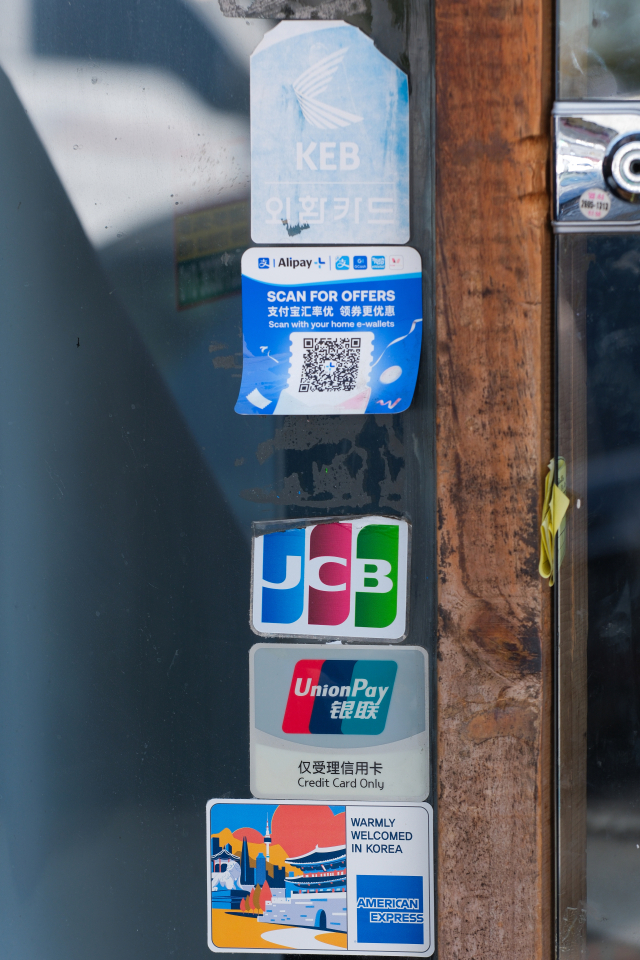 KEB
외환카드
Alipay+
SCAN FOR OFFERS
支付宝汇率优 领券更优惠
Scan with your home e-wallets
JCB
UnionPay
银联
仅受理信用卡
Credit Card Only
WARMLY
WELCOMED
IN KOREA
AMERICAN
EXPRESS